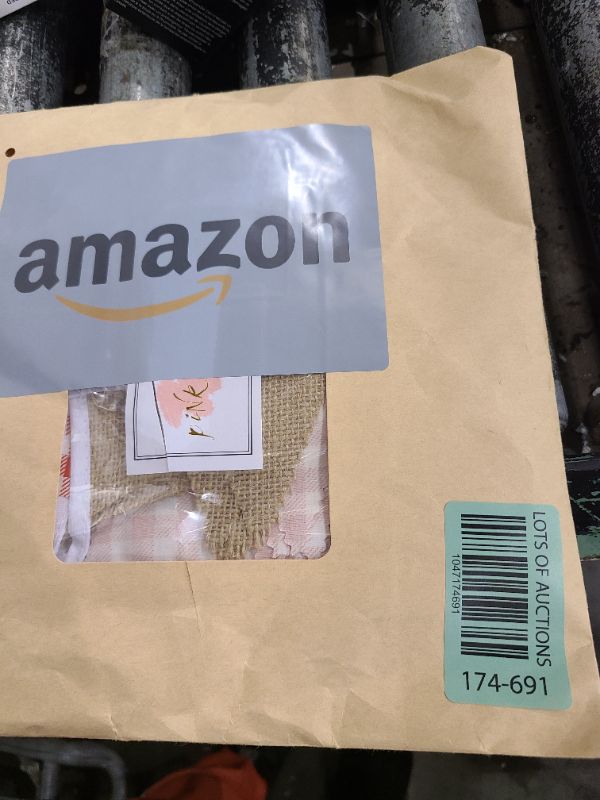 amazon
pink
LOTS OF AUCTIONS
1047174691
174-691